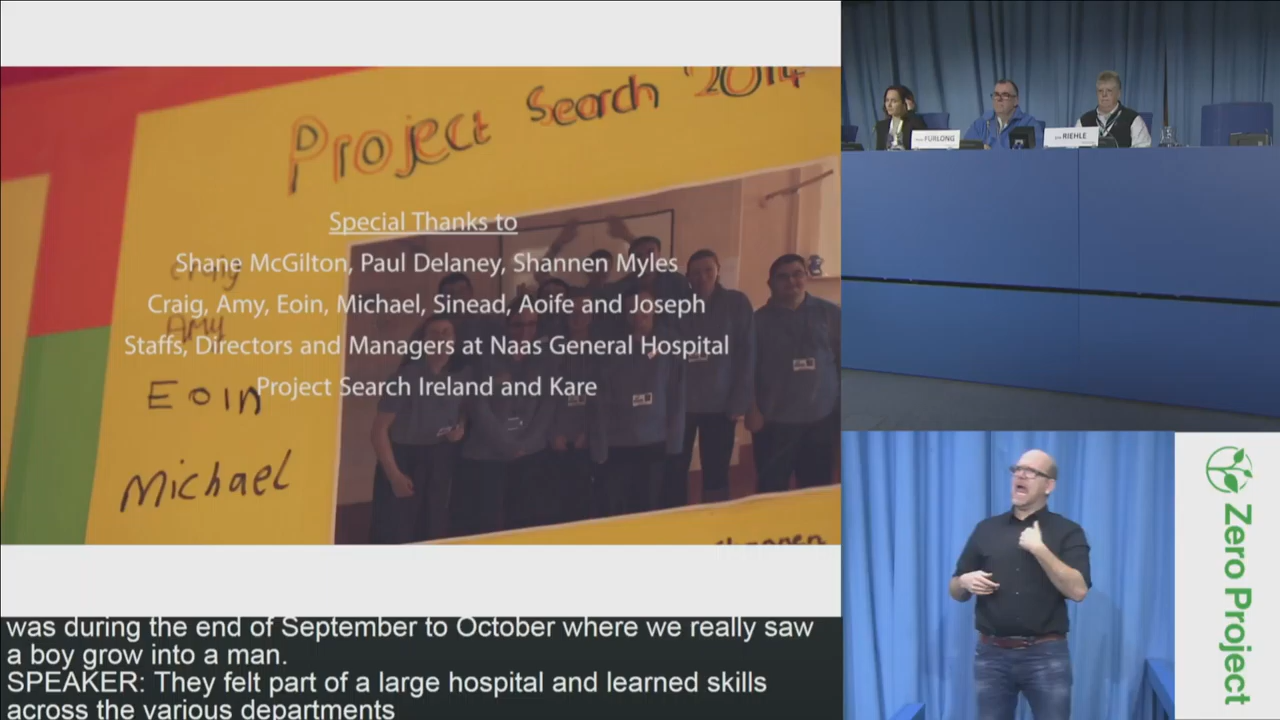 Project Search 2014
Special Thanks to
Shane McGilton, Paul Delaney, Shannen Myles
Craig, Amy, Eoin, Michael, Sinead, Aoife and Joseph
Staffs, Directors and Managers at Naas General Hospital
Project Search Ireland and Kare
Craig
Amy
Eoin
Michael
Shannen
FURLONG
RIEHLE
Zero Project
was during the end of September to October where we really saw
a boy grow into a man.
SPEAKER: They felt part of a large hospital and learned skills
across the various departments